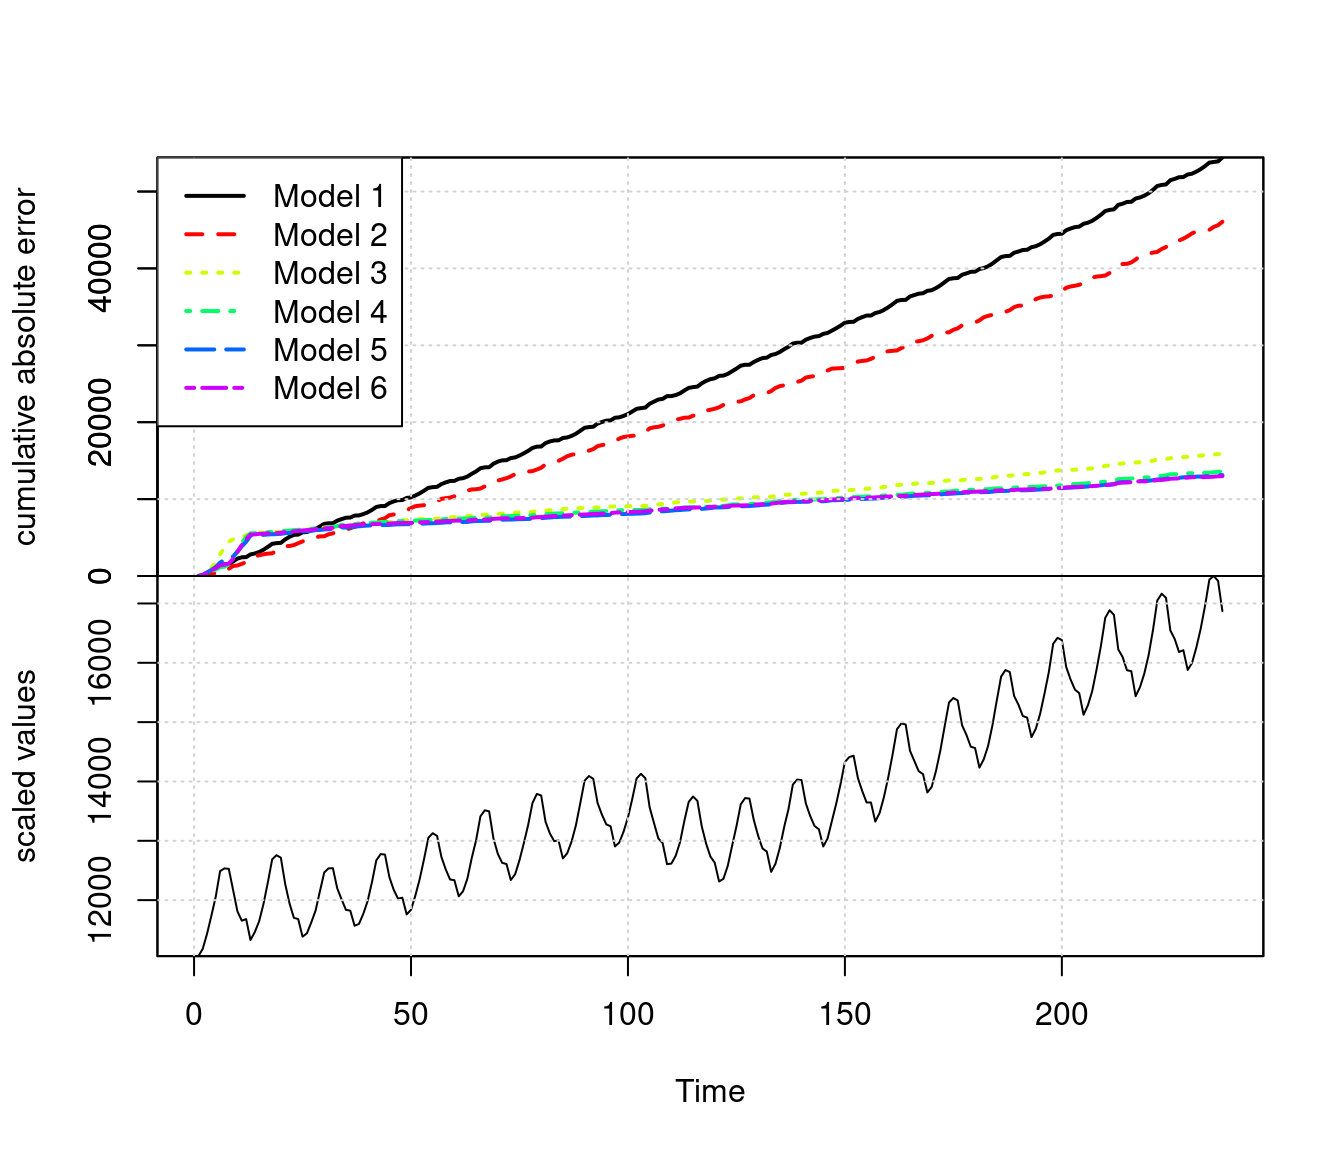 cumulative absolute error
40000
20000
0
Model 1
Model 2
Model 3
Model 4
Model 5
Model 6
scaled values
16000
14000
12000
0 50 100 150 200
Time